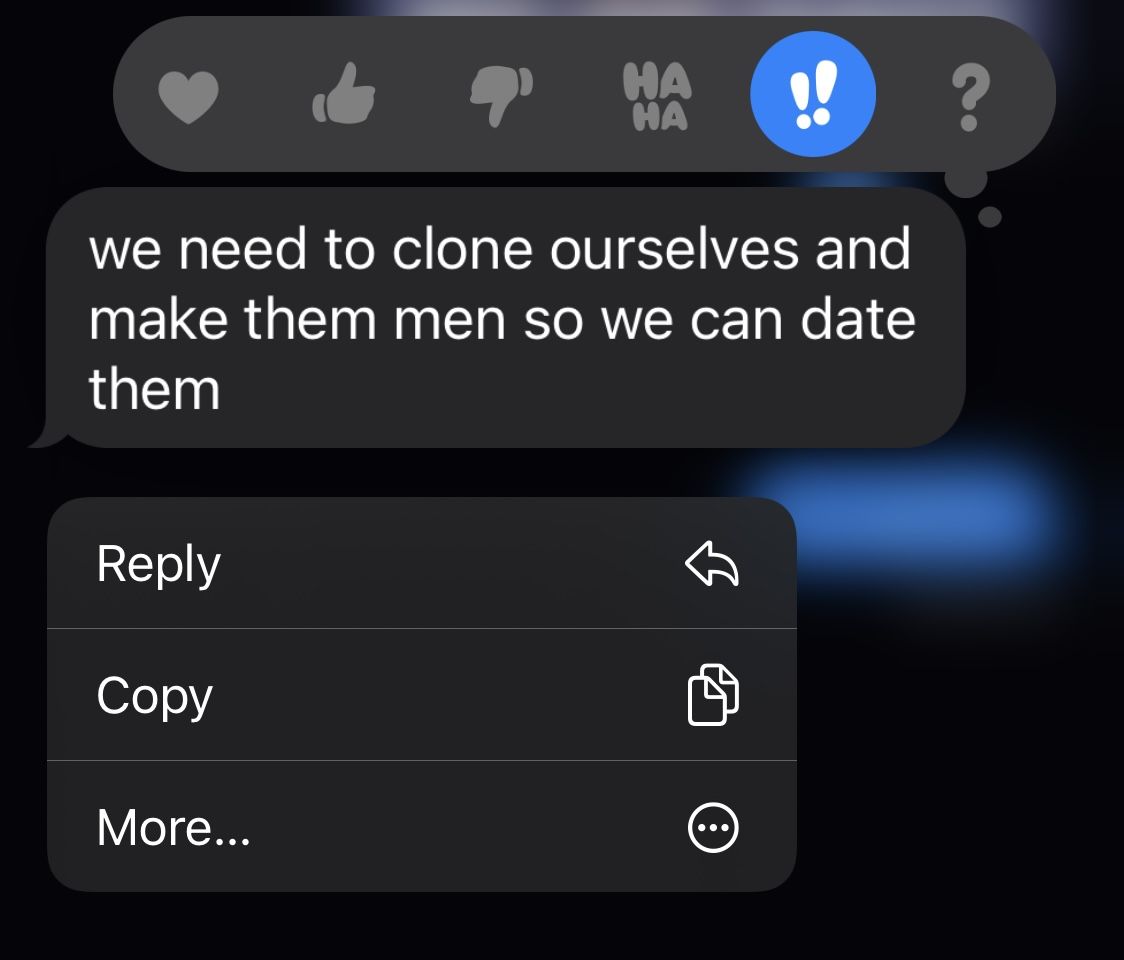 HA HA
!!
?
we need to clone ourselves and
make them men so we can date
them
Reply
Copy
More...